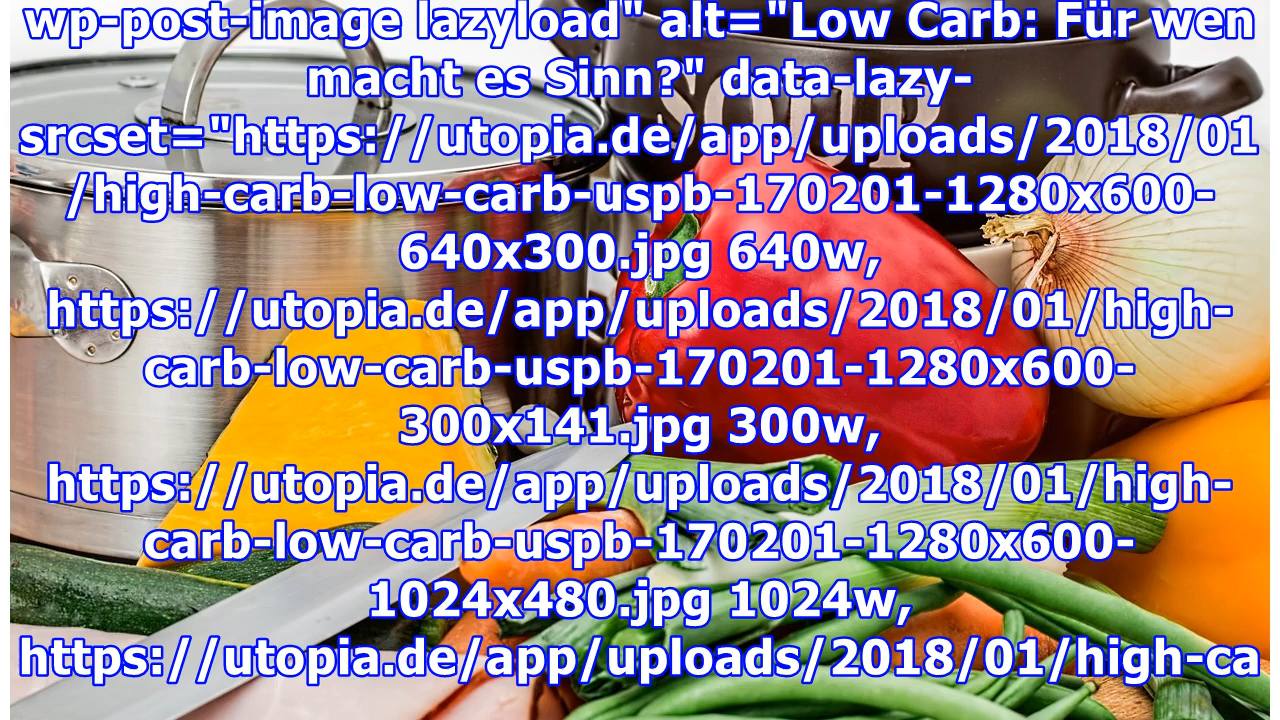 wp-post-image lazyload" alt="Low Carb: Für wen
macht es Sinn?" data-lazy-
srcset="https://utopia.de/app/uploads/2018/01
/high-carb-low-carb-uspb-170201-1280x600-
640x300.jpg 640w,
https://utopia.de/app/uploads/2018/01/high-
carb-low-carb-uspb-170201-1280x600-
300x141.jpg 300w,
https://utopia.de/app/uploads/2018/01/high-
carb-low-carb-uspb-170201-1280x600-
1024x480.jpg 1024w,
https://utopia.de/app/uploads/2018/01/high-ca
SOUP